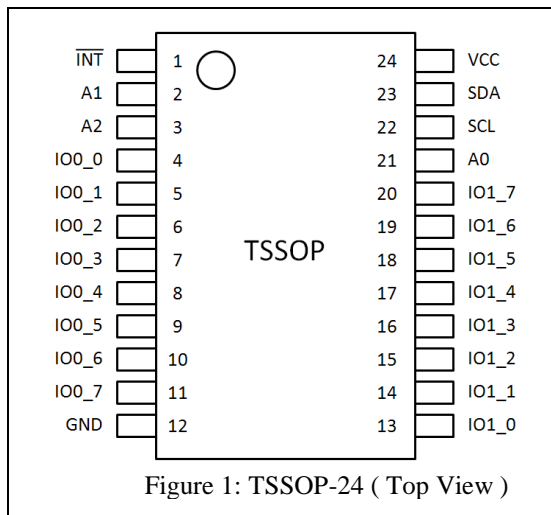 INT 1 24 VCC
A1 2 23 SDA
A2 3 22 SCL
IO0_0 4 21 A0
IO0_1 5 20 IO1_7
IO0_2 6 19 IO1_6
IO0_3 7 TSSOP 18 IO1_5
IO0_4 8 17 IO1_4
IO0_5 9 16 IO1_3
IO0_6 10 15 IO1_2
IO0_7 11 14 IO1_1
GND 12 13 IO1_0
Figure 1: TSSOP-24 ( Top View )